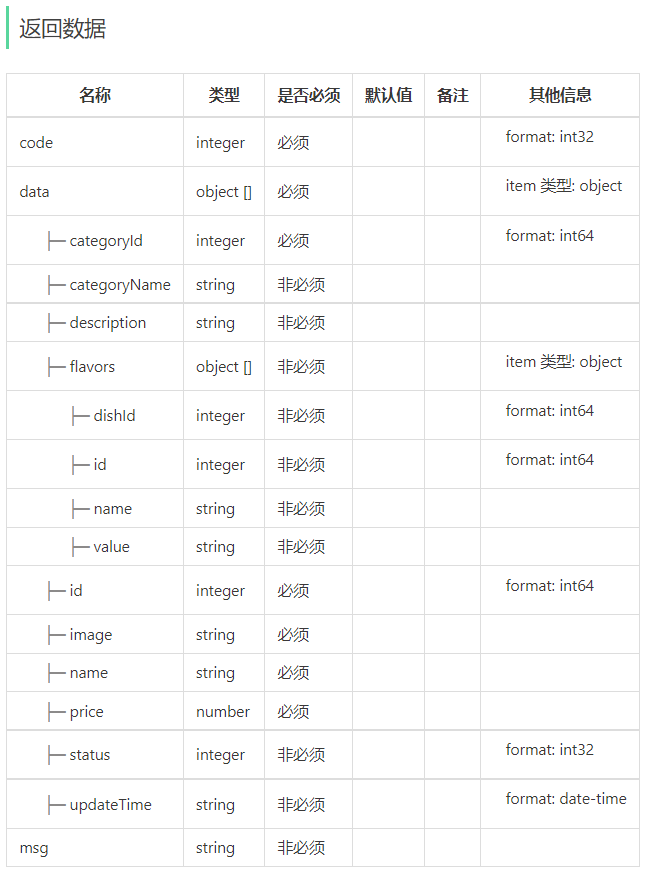 返回数据
名称 类型 是否必须 默认值 备注 其他信息
code integer 必须 format: int32
data object [] 必须 item 类型: object
├─ categoryId integer 必须 format: int64
├─ categoryName string 非必须
├─ description string 非必须
├─ flavors object [] 非必须 item 类型: object
├─ dishId integer 非必须 format: int64
├─ id integer 非必须 format: int64
├─ name string 非必须
├─ value string 非必须
├─ id integer 必须 format: int64
├─ image string 必须
├─ name string 必须
├─ price number 必须
├─ status integer 非必须 format: int32
├─ updateTime string 非必须 format: date-time
msg string 非必须